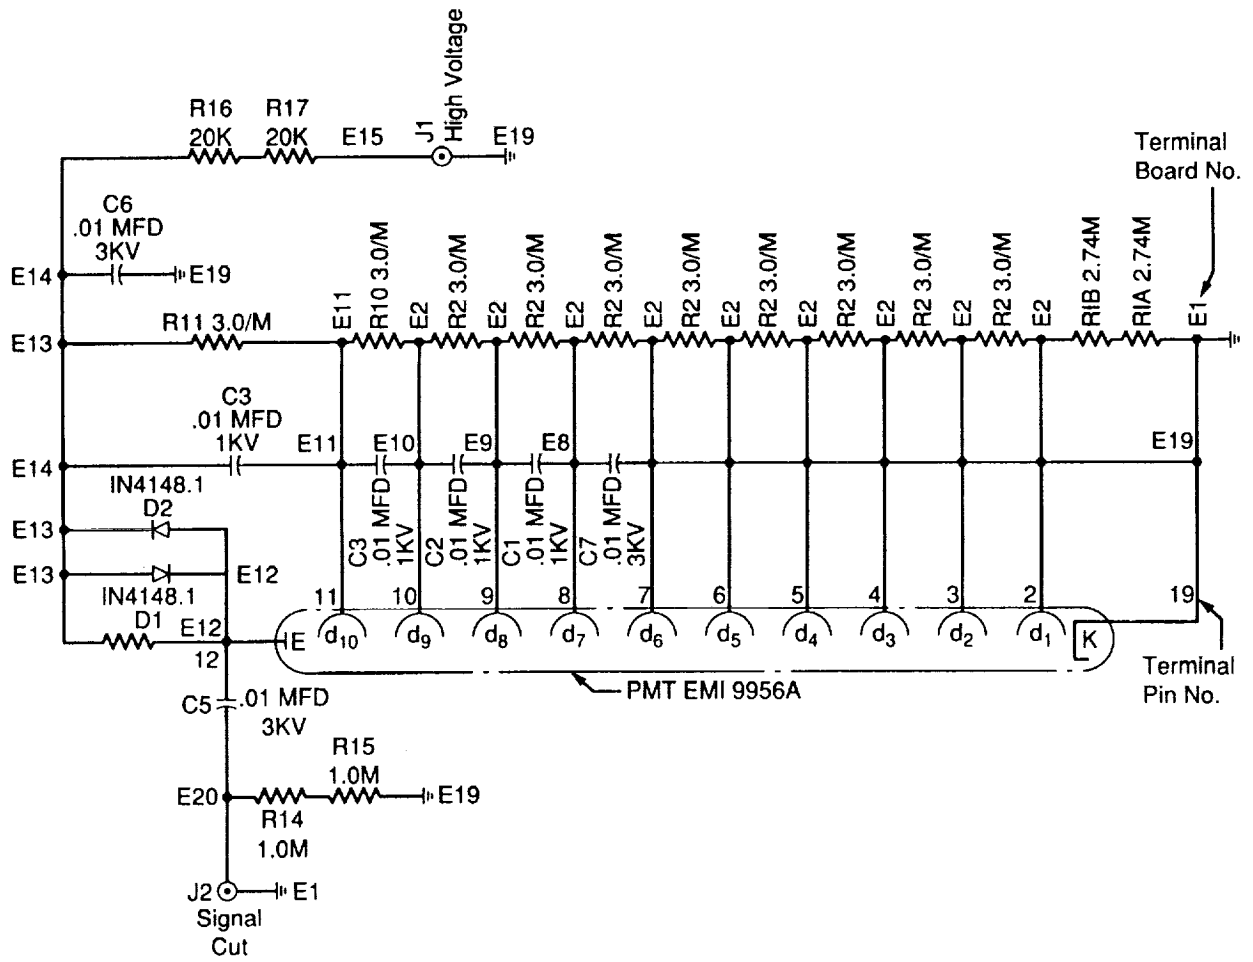 High Voltage
J1
R16
20K
R17
20K
E15
E19
Terminal
Board No.
C6
.01 MFD
3KV
E14
E19
R11 3.0/M
E13
E11
R10 3.0/M
E2
R2 3.0/M
E2
R2 3.0/M
E2
R2 3.0/M
E2
R2 3.0/M
E2
R2 3.0/M
E2
R2 3.0/M
E2
R2 3.0/M
E2
R2 3.0/M
E2
RIB 2.74M
RIA 2.74M
E1
C3
.01 MFD
1KV
E14
E11
E10
E9
E8
E19
C3
.01 MFD
1KV
C2
.01 MFD
1KV
C1
.01 MFD
1KV
C7
.01 MFD
3KV
IN4148.1
D2
E13
E13
E12
IN4148.1
D1
E12
12
11
10
9
8
7
6
5
4
3
2
19
E
d10
d9
d8
d7
d6
d5
d4
d3
d2
d1
K
PMT EMI 9956A
Terminal
Pin No.
C5
.01 MFD
3KV
R15
1.0M
E20
E19
R14
1.0M
J2
E1
Signal
Cut